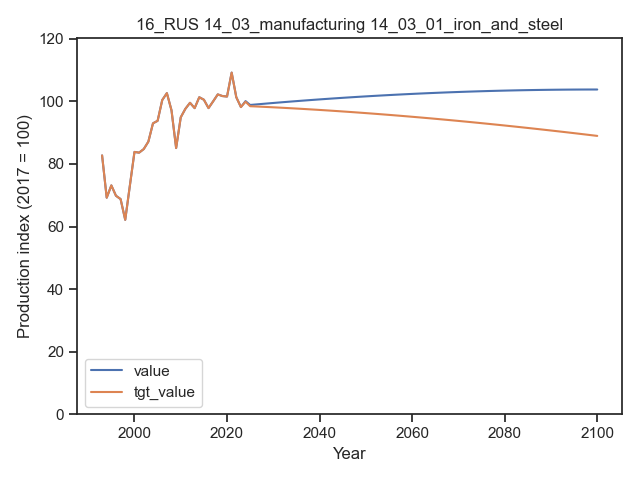 16_RUS 14_03_manufacturing 14_03_01_iron_and_steel
120
100
80
60
40
20
0
Production index (2017 = 100)
value
tgt_value
2000 2020 2040 2060 2080 2100
Year